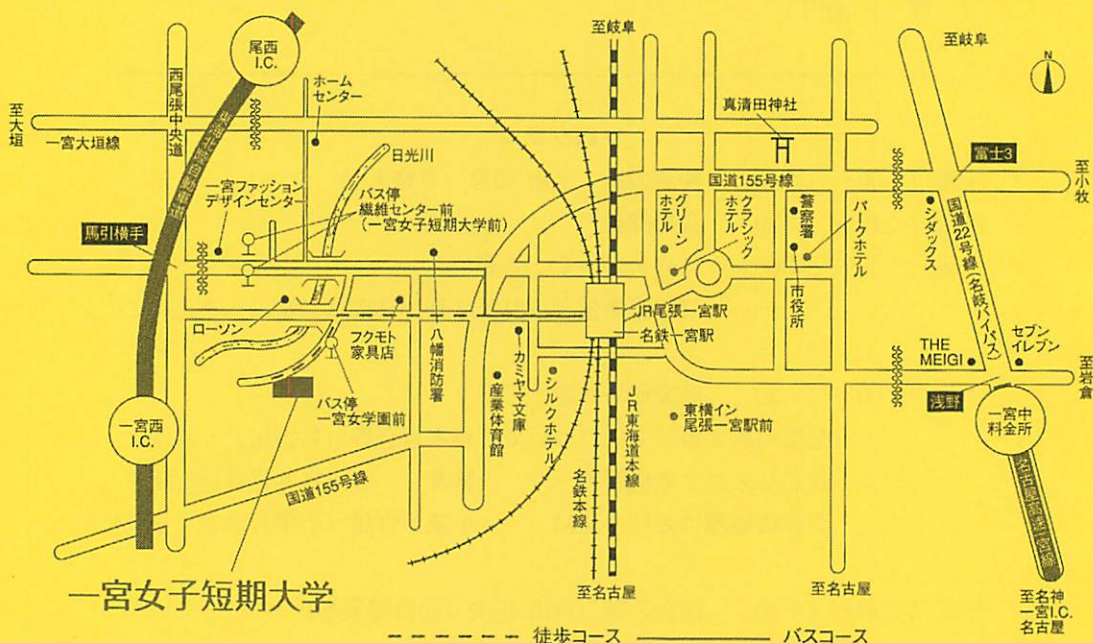 至岐阜
尾西
I.C.
至岐阜
N
ホーム
センター
西尾張中央道
至大垣
真清田神社
一宮大垣線
日光川
富士3
一宮ファッション
デザインセンター
バス停
繊維センター前
(一宮女子短期大学前)
国道155号線
至小牧
グリーン
ホテル
クラシック
ホテル
警察署
パークホテル
シダックス
国道22号線(名岐バイパス)
馬引横手
市役所
JR尾張一宮駅
名鉄一宮駅
ローソン
フクモト
家具店
八幡消防署
カミヤマ文庫
THE
MEIGI
セブン
イレブン
至岩倉
浅野
バス停
一宮女学園前
産業体育館
シルクホテル
JR東海道本線
東横イン
尾張一宮駅前
一宮中
料金所
一宮西
I.C.
国道155号線
名鉄本線
名古屋高速一宮線
一宮女子短期大学
至名古屋
至名古屋
至名神
一宮I.C.
名古屋
徒歩コース
バスコース